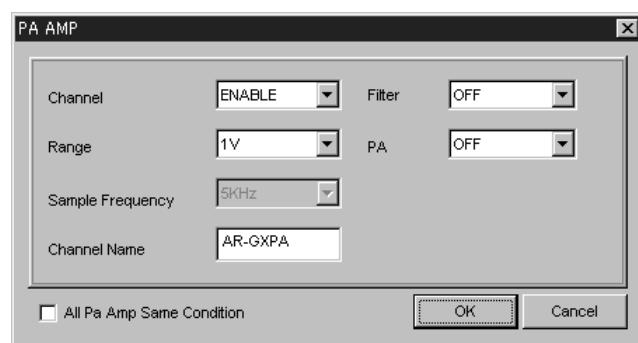 PA AMP
Channel ENABLE Filter OFF
Range 1V PA OFF
Sample Frequency 5KHz
Channel Name AR-GXPA
All Pa Amp Same Condition OK Cancel